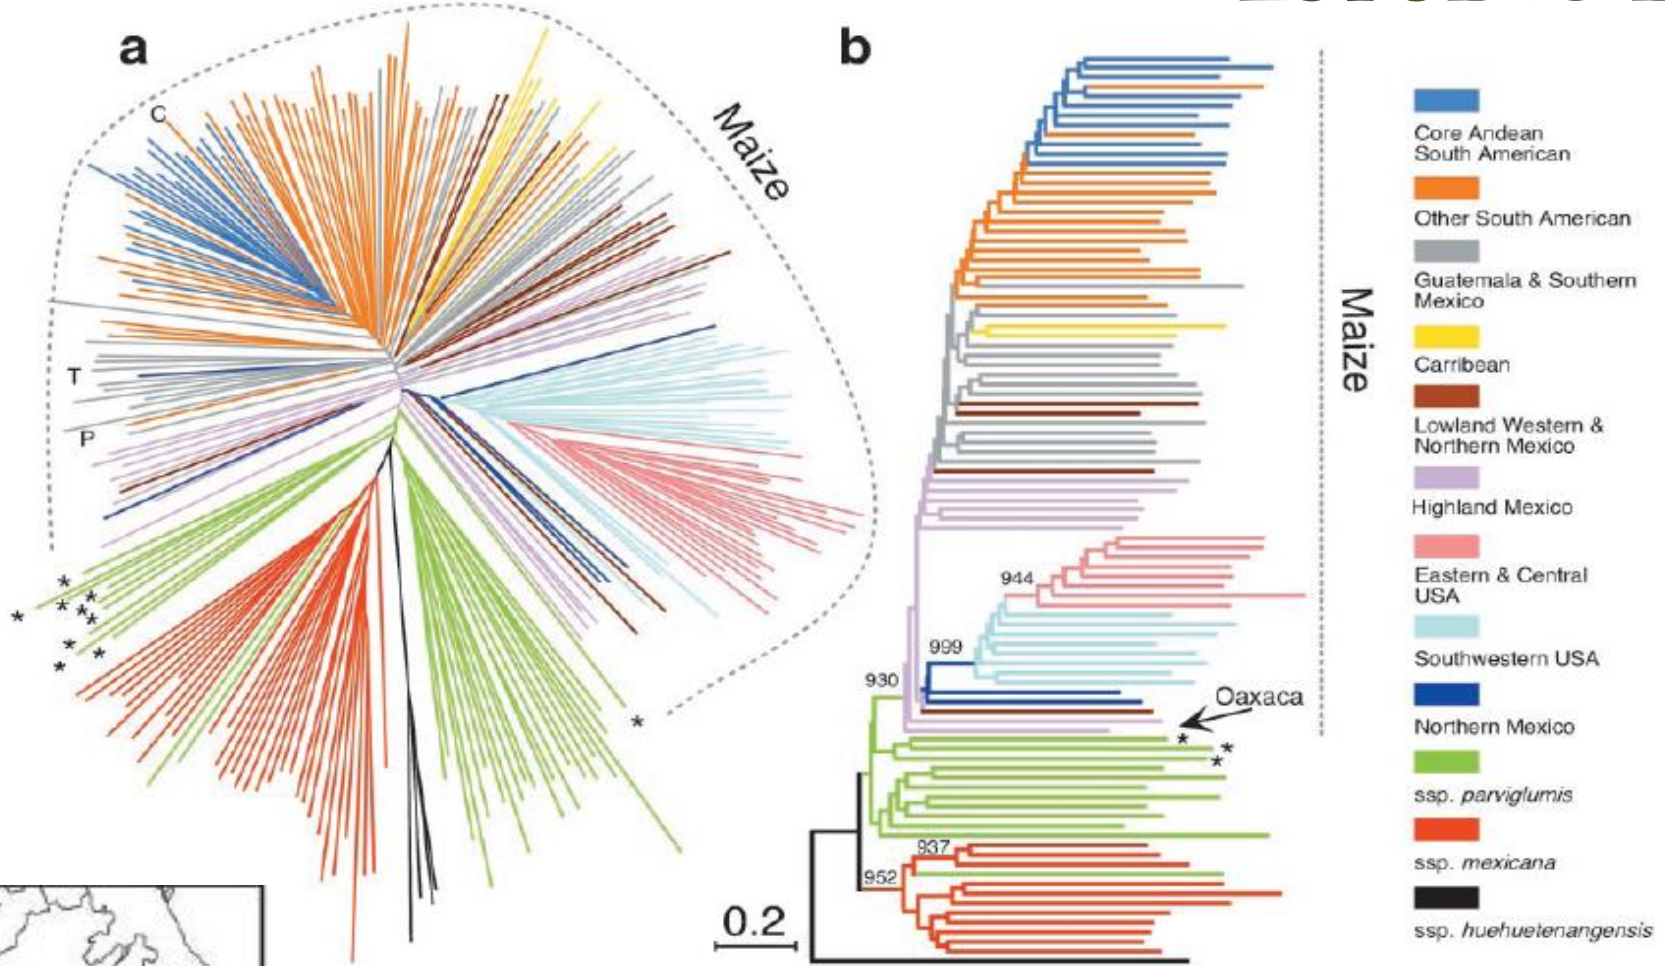 a
C
Maize
T
P
*
*
*
*
*
*
*
*
*
*
b
944
999
930
Oaxaca
*
*
*
937
952
0.2
Maize
Core Andean
South American
Other South American
Guatemala & Southern
Mexico
Carribean
Lowland Western &
Northern Mexico
Highland Mexico
Eastern & Central
USA
Southwestern USA
Northern Mexico
ssp. parviglumis
ssp. mexicana
ssp. huehuetenangensis